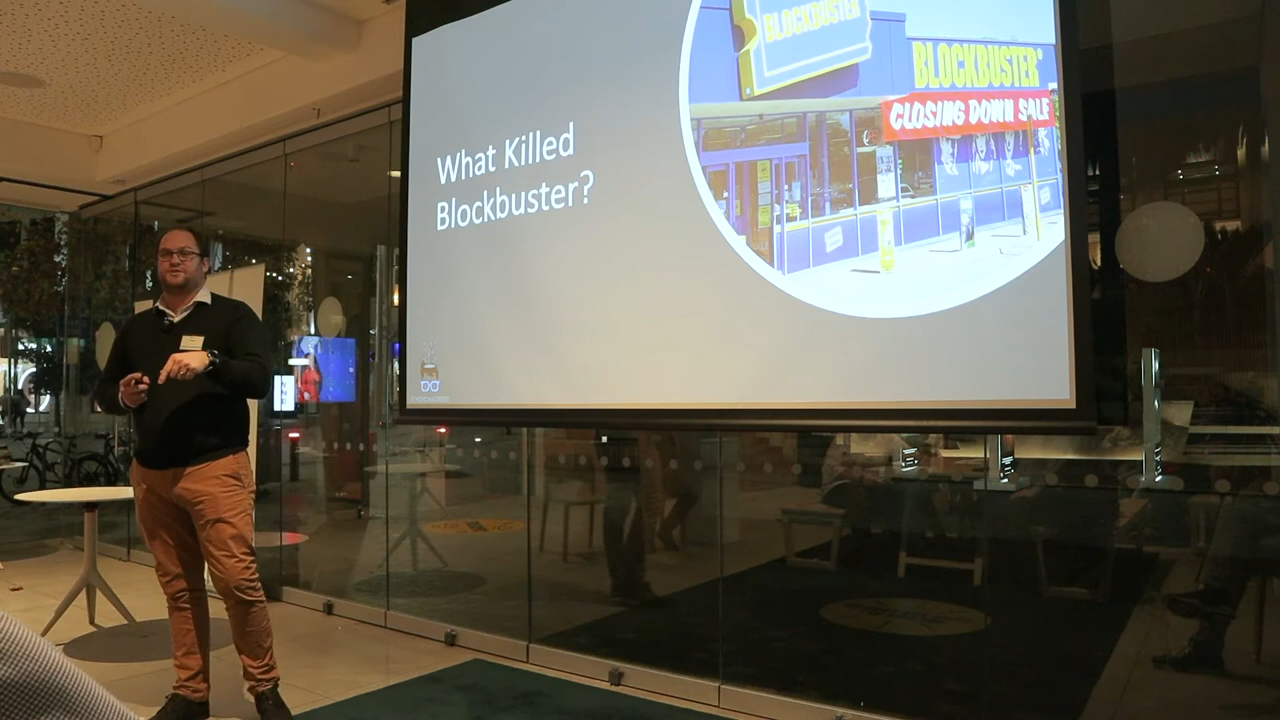 BLOCKBUSTER
BLOCKBUSTER
CLOSING DOWN SALE
What Killed
Blockbuster?